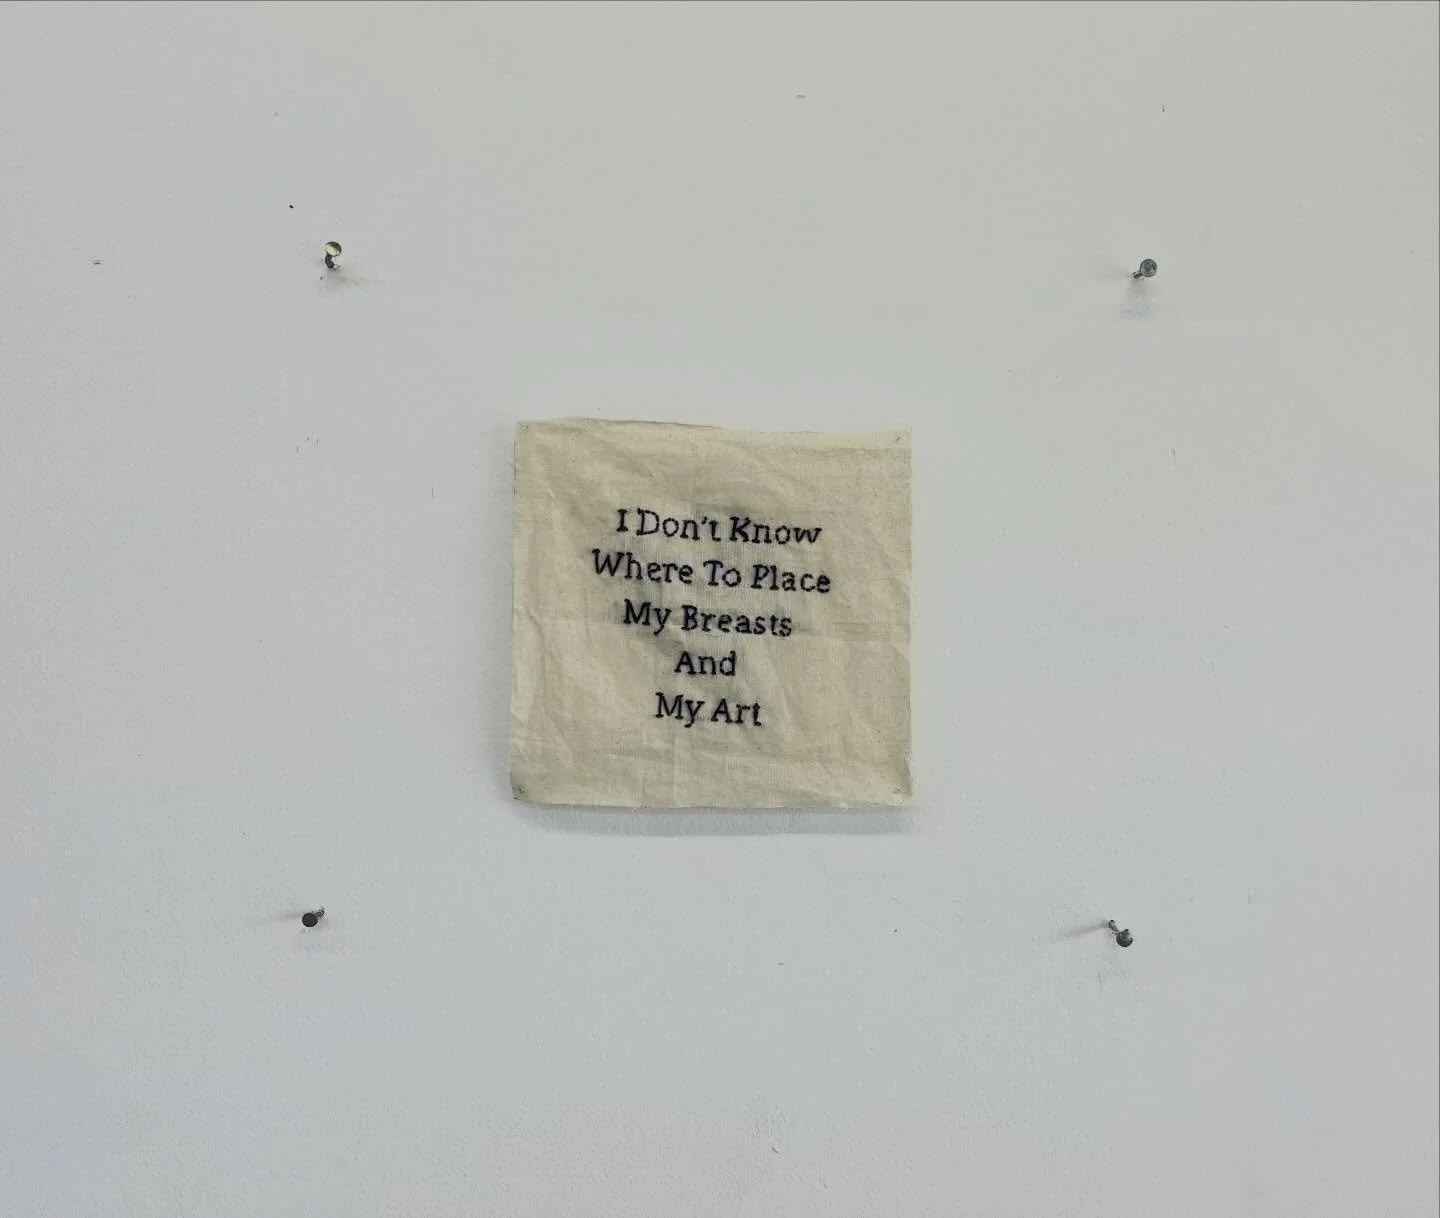 I Don't Know
Where To Place
My Breasts
And
My Art